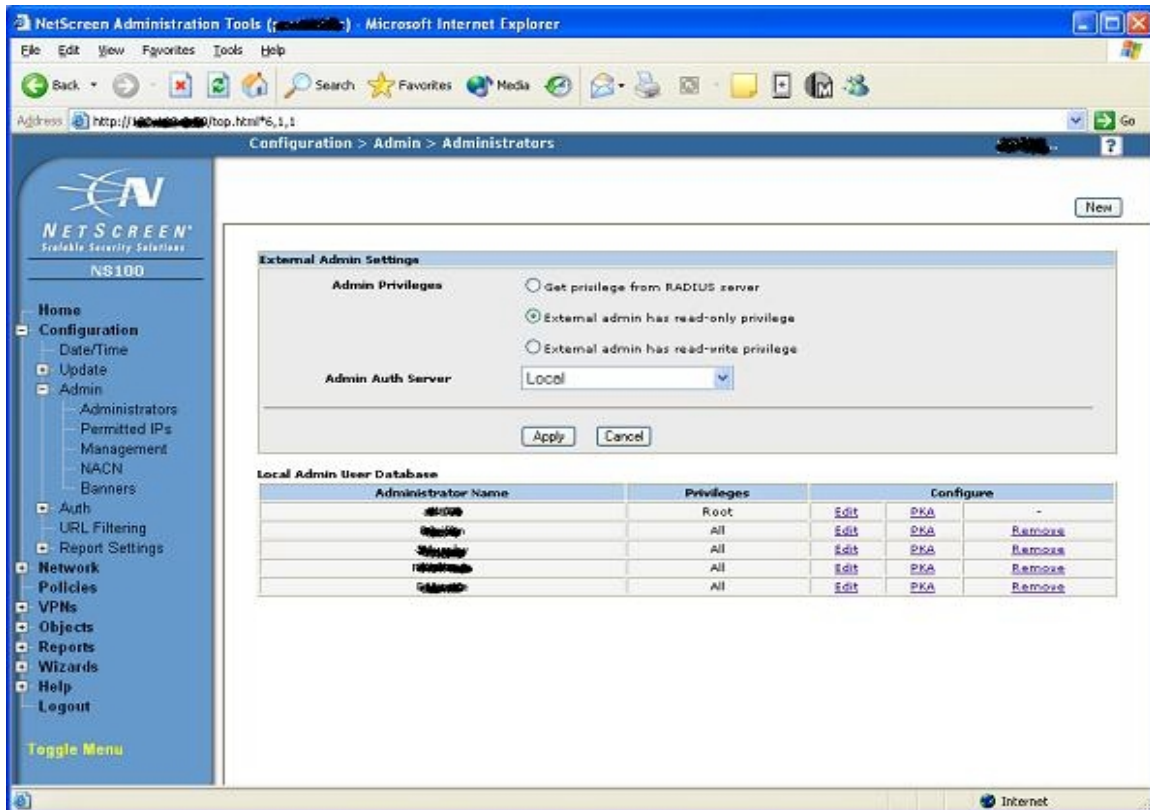 NetScreen Administration Tools ( ) - Microsoft Internet Explorer
File Edit View Favorites Tools Help
Back Search Favorites Media
Address http:// /top.html*6,1,1 Go
Configuration > Admin > Administrators ?
N
NETSCREEN
Scalable Security Solutions
NS100
New
Home
Configuration
Date/Time
Update
Admin
Administrators
Permitted IPs
Management
NACN
Banners
Auth
URL Filtering
Report Settings
Network
Policies
VPNs
Objects
Reports
Wizards
Help
Logout
Toggle Menu
External Admin Settings
Admin Privileges Get privilege from RADIUS server
External admin has read-only privilege
External admin has read-write privilege
Admin Auth Server Local
Apply Cancel
Local Admin User Database
Administrator Name Privileges Configure
Root Edit PKA -
All Edit PKA Remove
All Edit PKA Remove
All Edit PKA Remove
All Edit PKA Remove
Internet